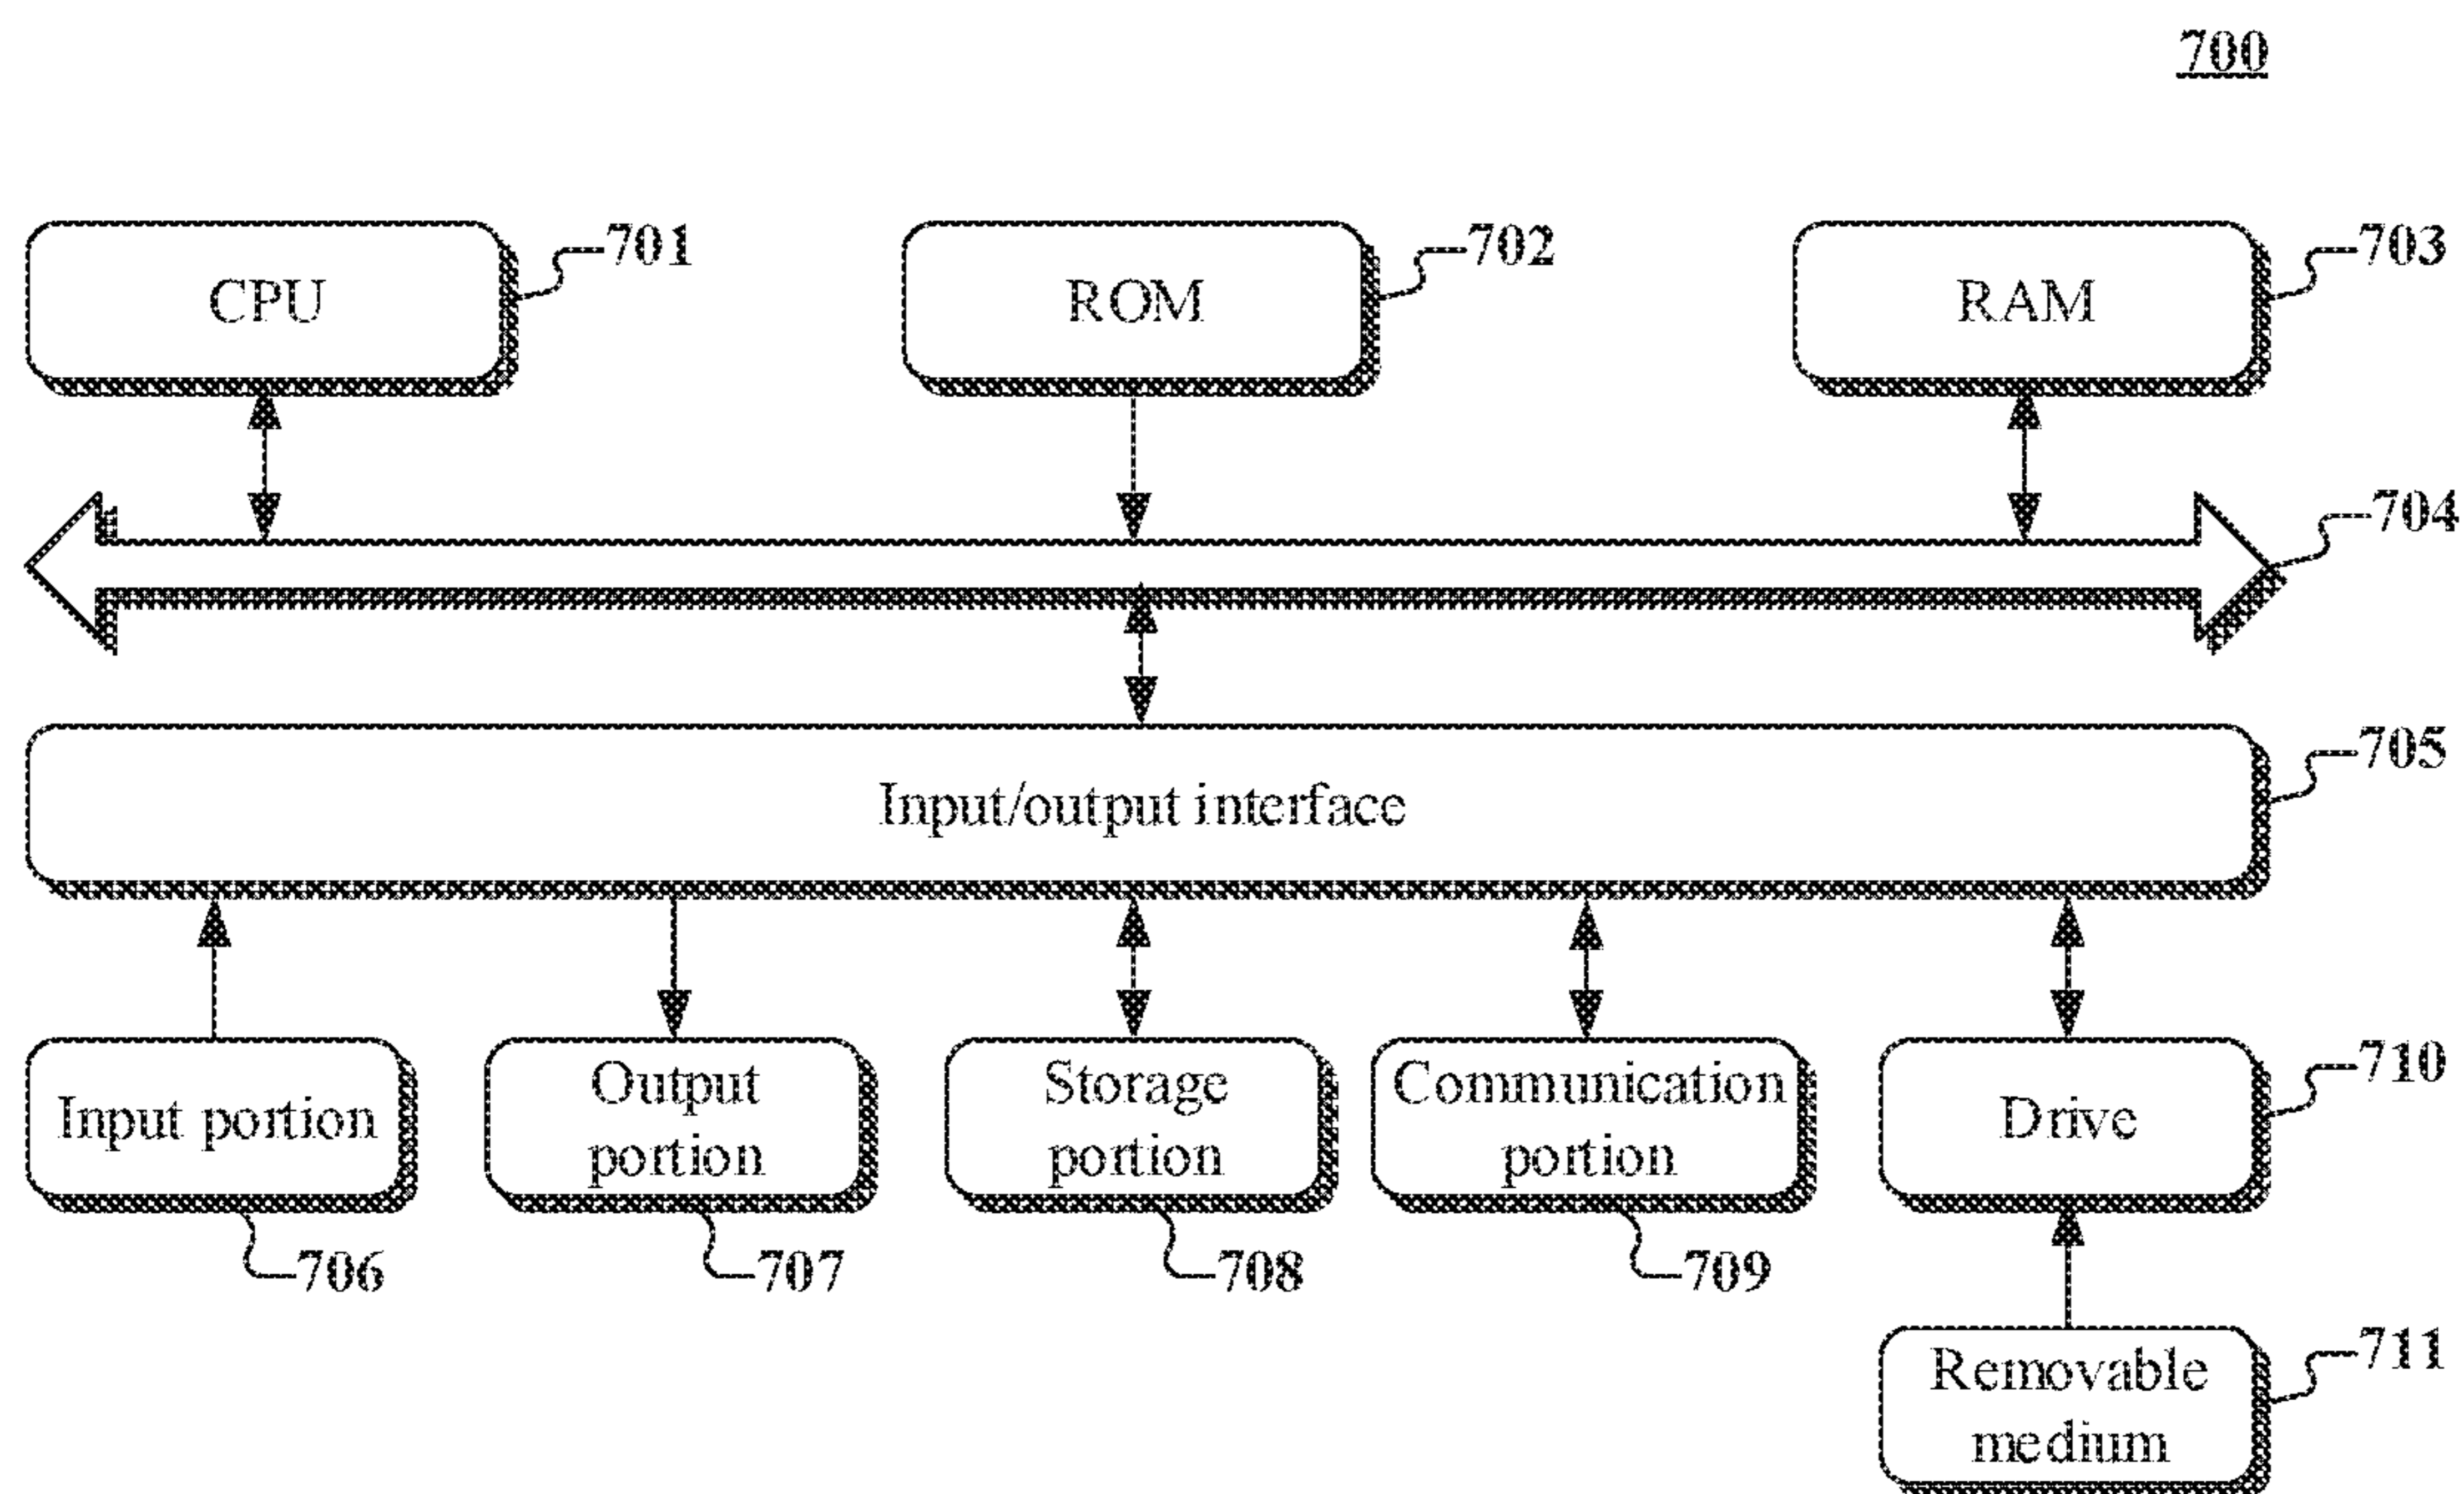 700
CPU
701
ROM
702
RAM
703
704
Input/output interface
705
Input portion
706
Output
portion
707
Storage
portion
708
Communication
portion
709
Drive
710
Removable
medium
711